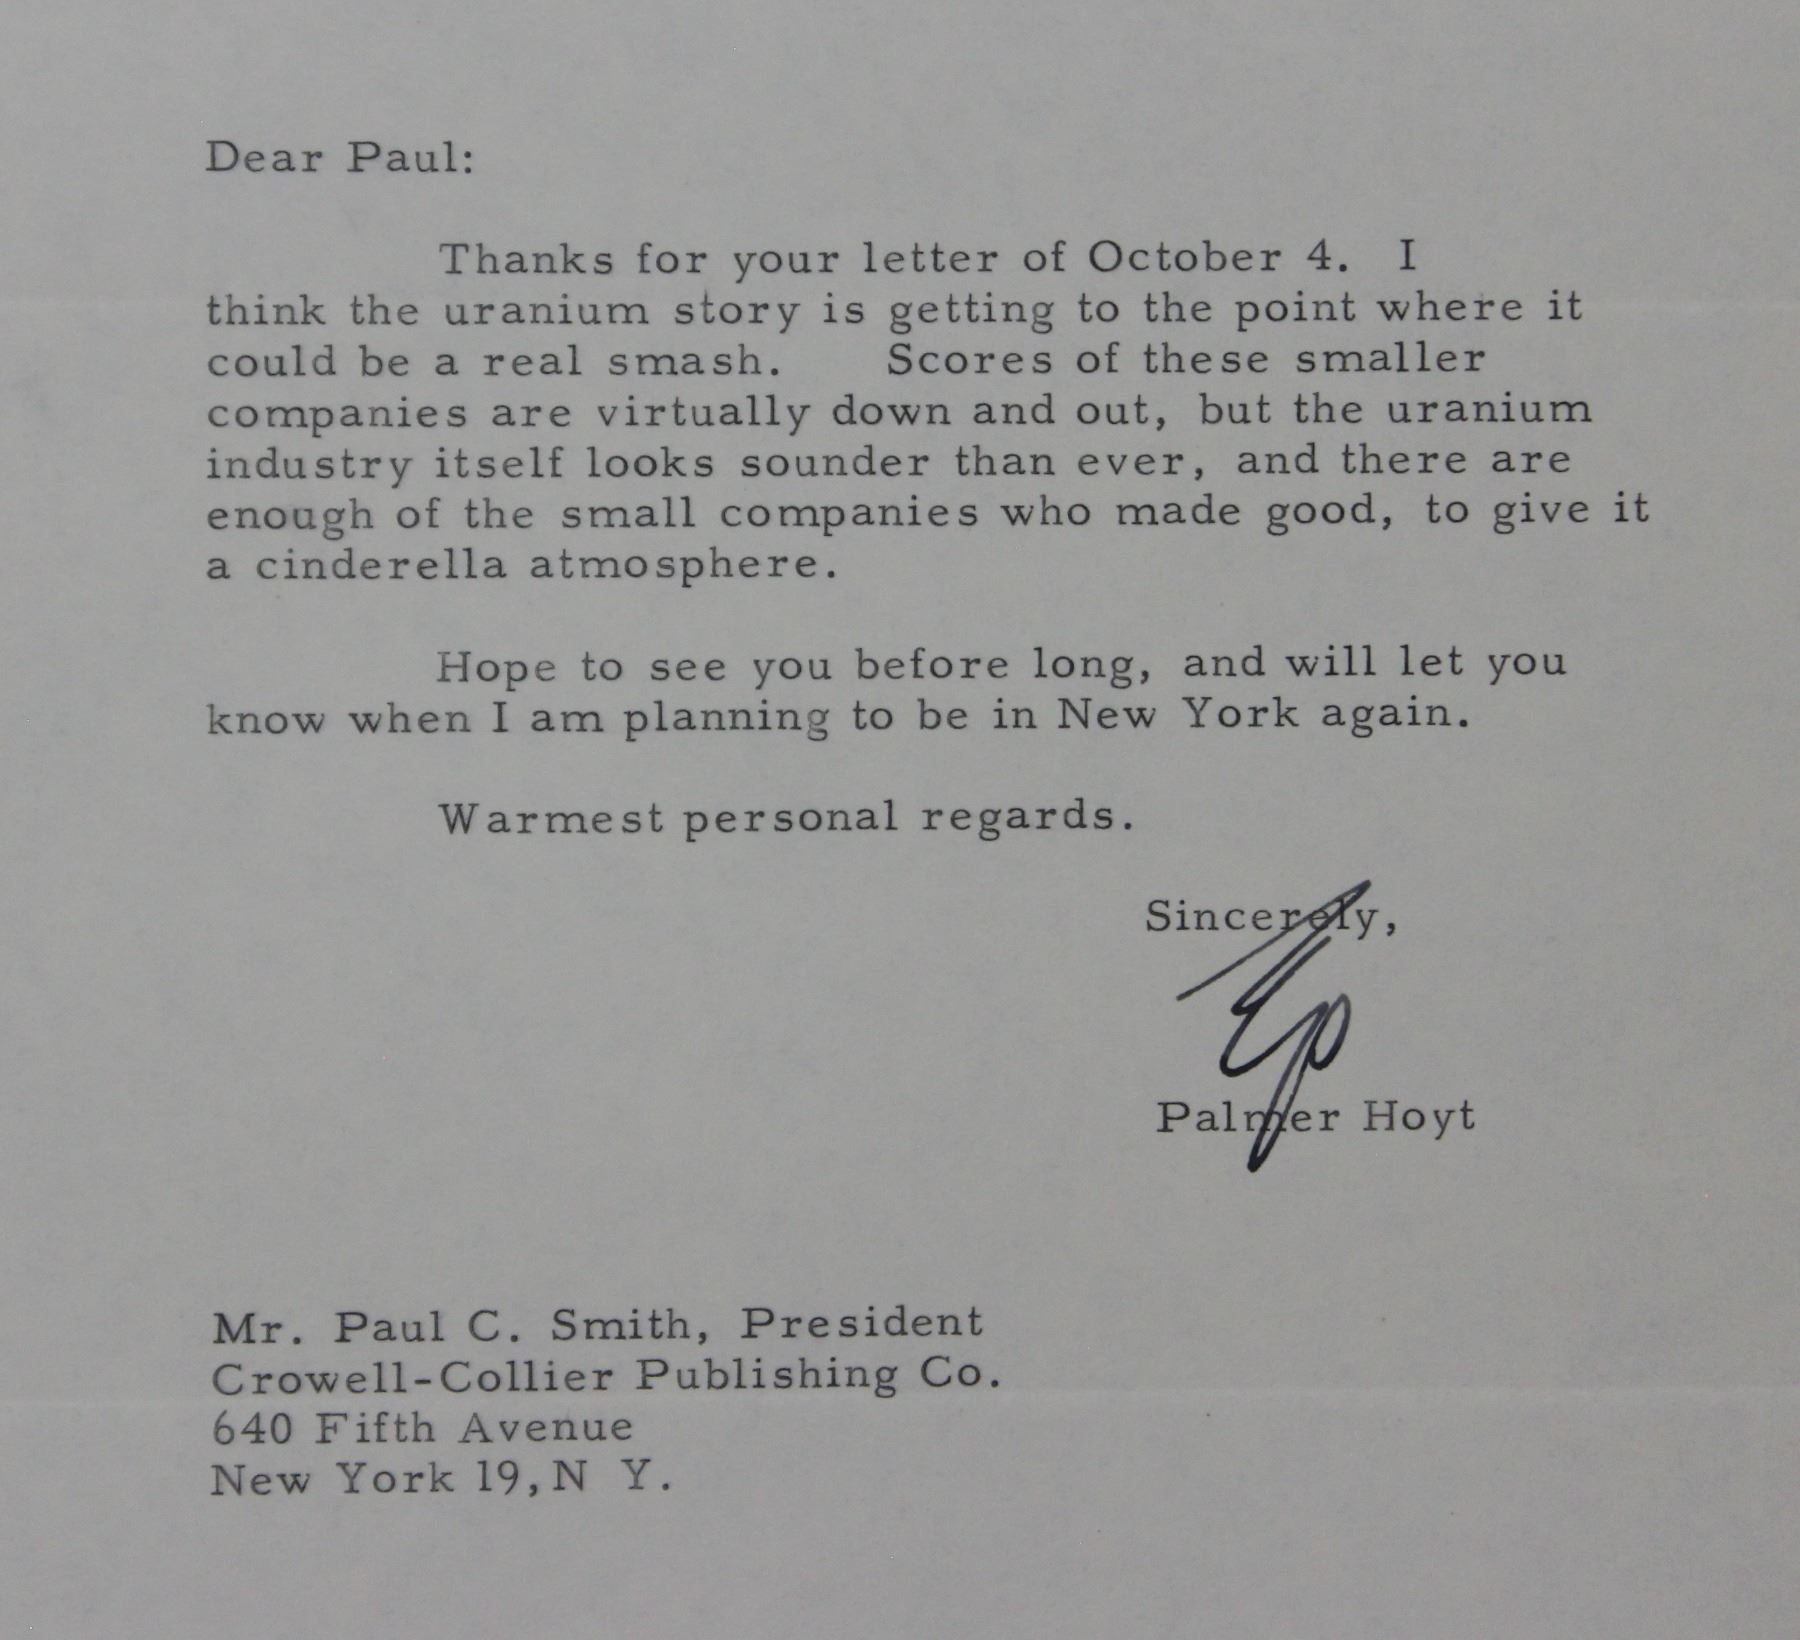 Dear Paul:
Thanks for your letter of October 4. I
think the uranium story is getting to the point where it
could be a real smash. Scores of these smaller
companies are virtually down and out, but the uranium
industry itself looks sounder than ever, and there are
enough of the small companies who made good, to give it
a cinderella atmosphere.
Hope to see you before long, and will let you
know when I am planning to be in New York again.
Warmest personal regards.
Sincerely,
Ep
Palmer Hoyt
Mr. Paul C. Smith, President
Crowell-Collier Publishing Co.
640 Fifth Avenue
New York 19, N Y.